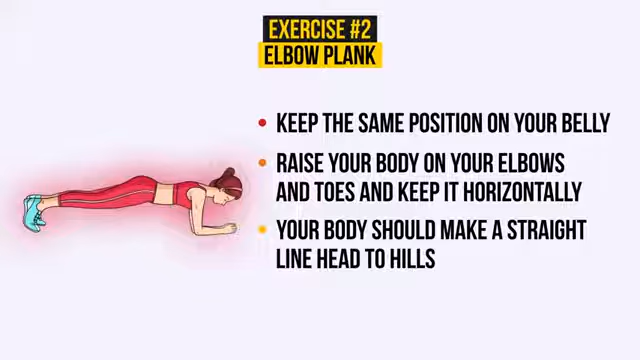 EXERCISE #2
ELBOW PLANK
KEEP THE SAME POSITION ON YOUR BELLY
RAISE YOUR BODY ON YOUR ELBOWS
AND TOES AND KEEP IT HORIZONTALLY
YOUR BODY SHOULD MAKE A STRAIGHT
LINE HEAD TO HILLS